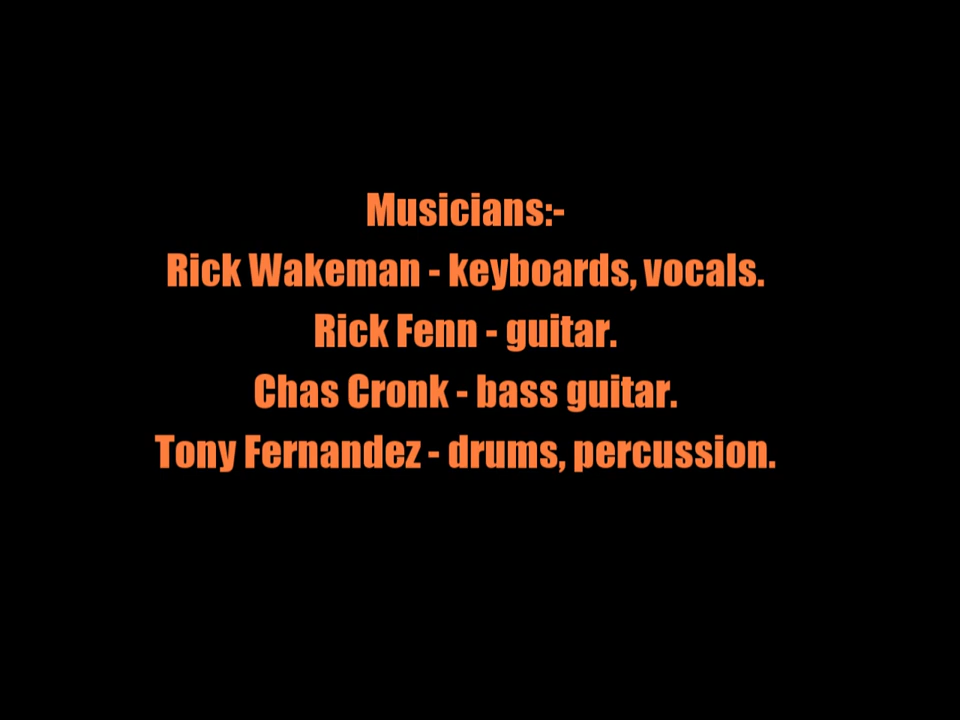 Musicians:-
Rick Wakeman - keyboards, vocals.
Rick Fenn - guitar.
Chas Cronk - bass guitar.
Tony Fernandez - drums, percussion.